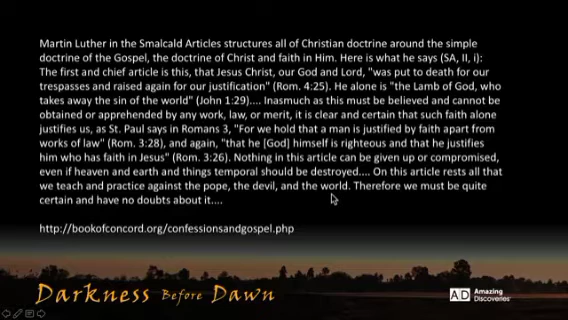 Martin Luther in the Smalcald Articles structures all of Christian doctrine around the simple
doctrine of the Gospel, the doctrine of Christ and faith in Him. Here is what he says (SA, II, i):
The first and chief article is this, that Jesus Christ, our God and Lord, "was put to death for our
trespasses and raised again for our justification" (Rom. 4:25). He alone is "the Lamb of God, who
takes away the sin of the world" (John 1:29).... Inasmuch as this must be believed and cannot be
obtained or apprehended by any work, law, or merit, it is clear and certain that such faith alone
justifies us, as St. Paul says in Romans 3, "For we hold that a man is justified by faith apart from
works of law" (Rom. 3:28), and again, "that he [God] himself is righteous and that he justifies
him who has faith in Jesus" (Rom. 3:26). Nothing in this article can be given up or compromised,
even if heaven and earth and things temporal should be destroyed.... On this article rests all that
we teach and practice against the pope, the devil, and the world. Therefore we must be quite
certain and have no doubts about it....
http://bookofconcord.org/confessionsandgospel.php
Darkness Before Dawn
AD Amazing
Discoveries